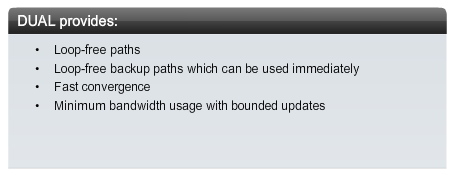 DUAL provides:
• Loop-free paths
• Loop-free backup paths which can be used immediately
• Fast convergence
• Minimum bandwidth usage with bounded updates